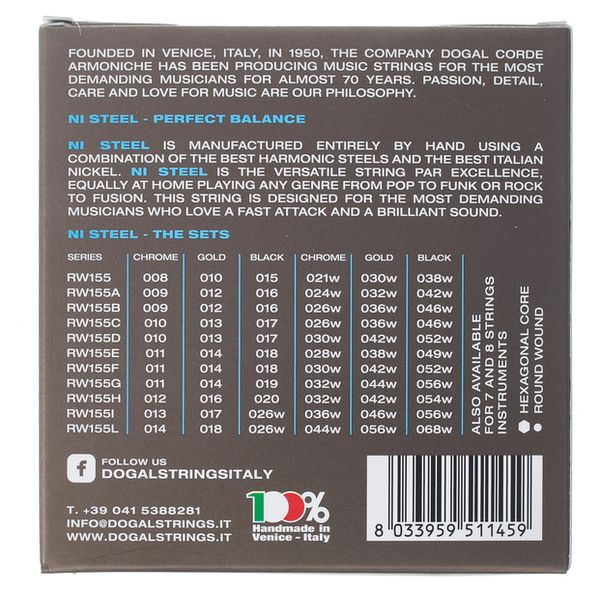 FOUNDED IN VENICE, ITALY, IN 1950, THE COMPANY DOGAL CORDE
ARMONICHE HAS BEEN PRODUCING MUSIC STRINGS FOR THE MOST
DEMANDING MUSICIANS FOR ALMOST 70 YEARS. PASSION, DETAIL,
CARE AND LOVE FOR MUSIC ARE OUR PHILOSOPHY.
NI STEEL - PERFECT BALANCE
NI STEEL IS MANUFACTURED ENTIRELY BY HAND USING A
COMBINATION OF THE BEST HARMONIC STEELS AND THE BEST ITALIAN
NICKEL. NI STEEL IS THE VERSATILE STRING PAR EXCELLENCE,
EQUALLY AT HOME PLAYING ANY GENRE FROM POP TO FUNK OR ROCK
TO FUSION. THIS STRING IS DESIGNED FOR THE MOST DEMANDING
MUSICIANS WHO LOVE A FAST ATTACK AND A BRILLIANT SOUND.
NI STEEL - THE SETS
SERIES CHROME GOLD BLACK CHROME GOLD BLACK
RW155 008 010 015 021w 030w 038w
RW155A 009 012 016 024w 032w 042w
RW155B 009 012 016 026w 036w 046w
RW155C 010 013 017 026w 036w 046w
RW155D 010 013 017 030w 042w 052w
RW155E 011 014 018 028w 038w 049w
RW155F 011 014 018 030w 042w 052w
RW155G 011 014 019 032w 044w 054w
RW155H 012 016 020 032w 042w 056w
RW155I 013 017 026w 036w 046w 056w
RW155L 014 018 026w 044w 056w 068w
ALSO AVAILABLE
FOR 7 AND 8 STRINGS
INSTRUMENTS
HEXAGONAL CORE
ROUND WOUND
FOLLOW US
DOGALSTRINGSITALY
T. +39 041 5388281
INFO@DOGALSTRINGS.IT
WWW.DOGALSTRINGS.IT
100%
Handmade in
Venice - Italy
8 033959 511459